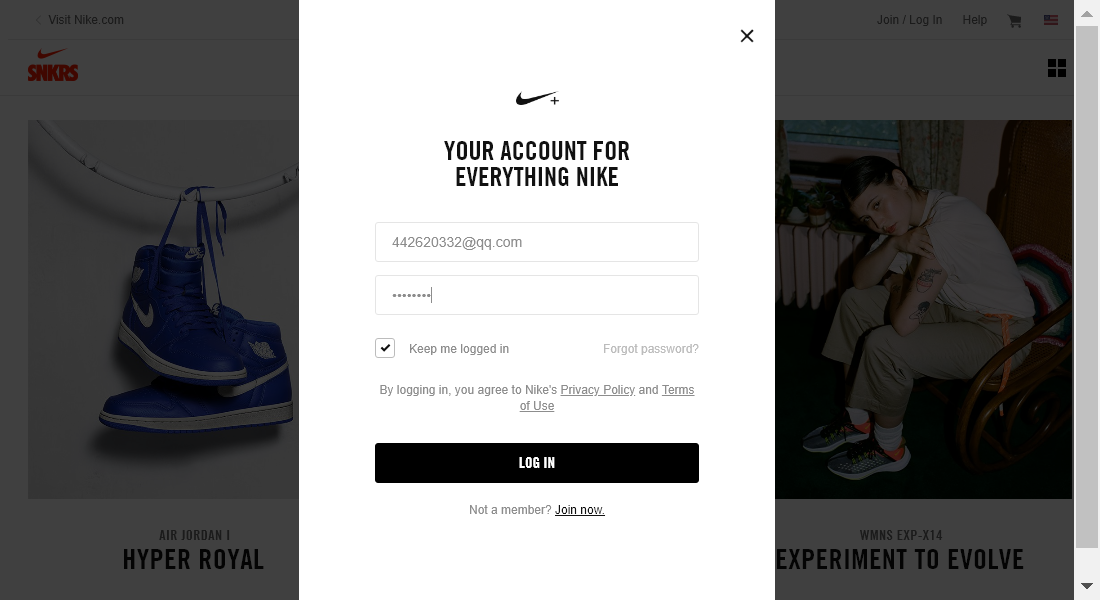 Visit Nike.com
Join / Log In
Help
SNKRS
YOUR ACCOUNT FOR
EVERYTHING NIKE
442620332@qq.com
••••••••
Keep me logged in
Forgot password?
By logging in, you agree to Nike's Privacy Policy and Terms
of Use
LOG IN
Not a member? Join now.
AIR JORDAN I
HYPER ROYAL
WMNS EXP-X14
EXPERIMENT TO EVOLVE